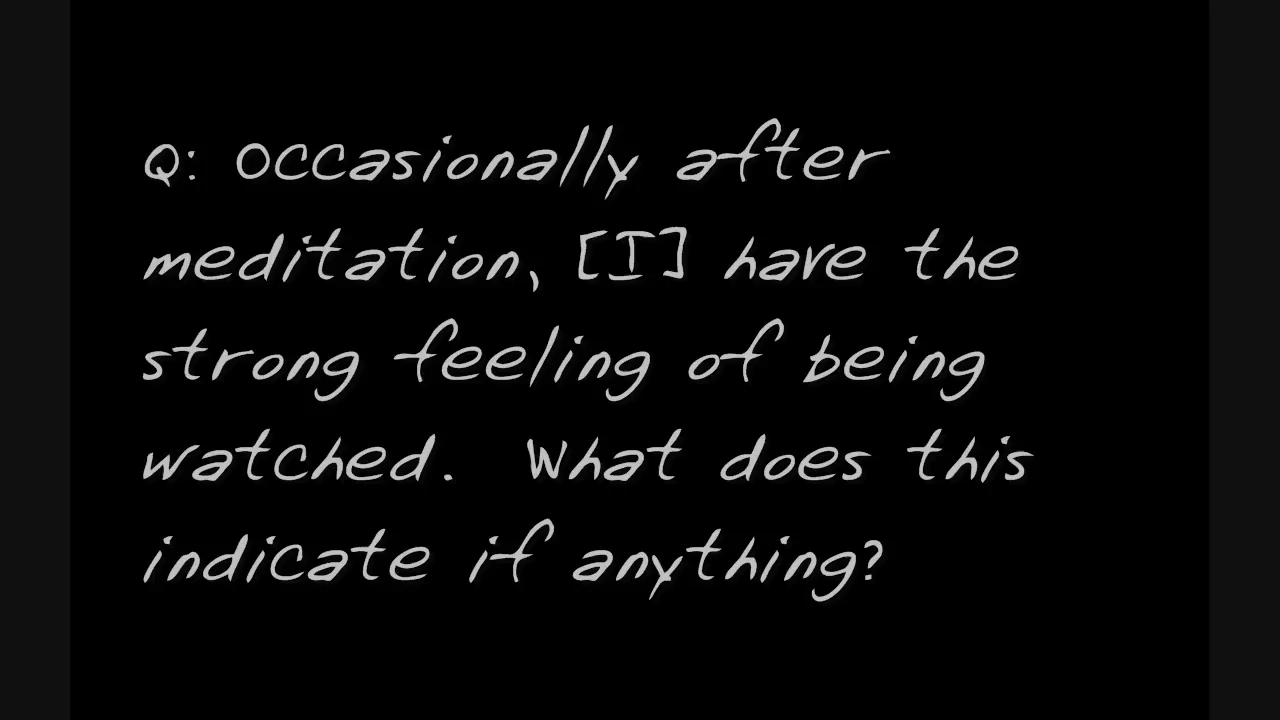 Q: Occasionally after
meditation, [I] have the
strong feeling of being
watched. What does this
indicate if anything?